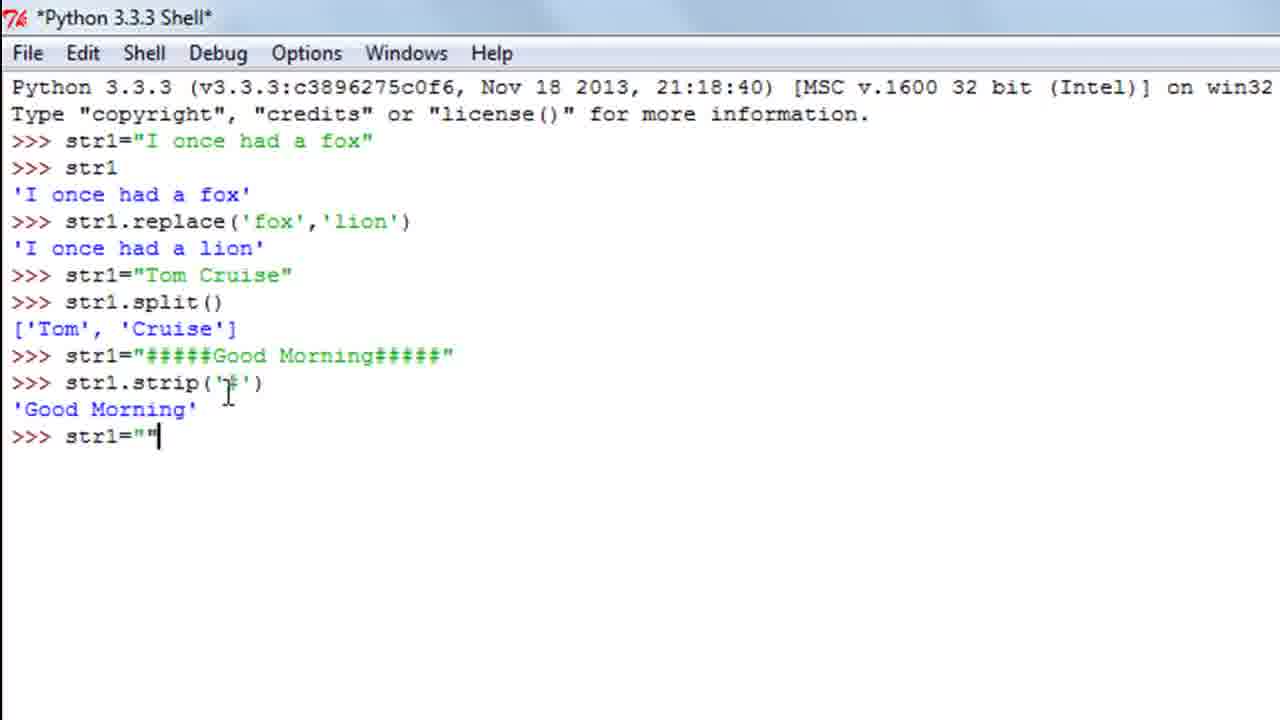 *Python 3.3.3 Shell*
File Edit Shell Debug Options Windows Help
Python 3.3.3 (v3.3.3:c3896275c0f6, Nov 18 2013, 21:18:40) [MSC v.1600 32 bit (Intel)] on win32
Type "copyright", "credits" or "license()" for more information.
>>> str1="I once had a fox"
>>> str1
'I once had a fox'
>>> str1.replace('fox','lion')
'I once had a lion'
>>> str1="Tom Cruise"
>>> str1.split()
['Tom', 'Cruise']
>>> str1="#####Good Morning#####"
>>> str1.strip('#')
'Good Morning'
>>> str1=""